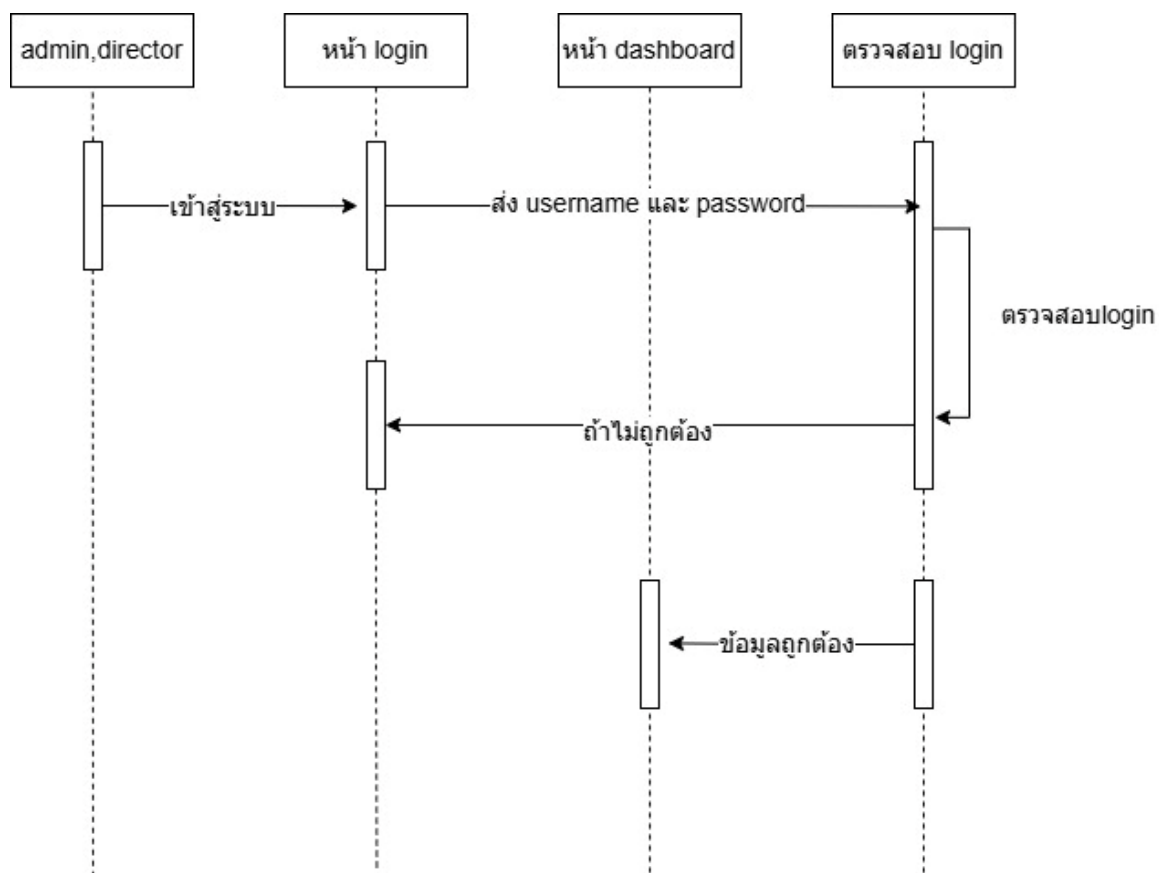 admin,director
หน้า login
หน้า dashboard
ตรวจสอบ login
เข้าสู่ระบบ
ส่ง username และ password
ตรวจสอบlogin
ถ้าไม่ถูกต้อง
ข้อมูลถูกต้อง